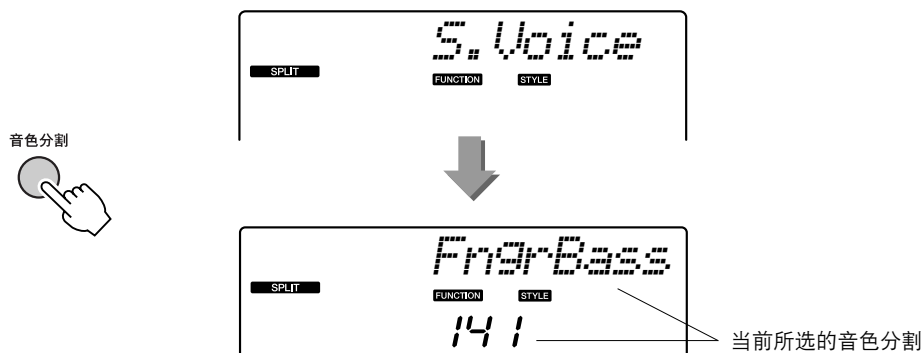 S.Voice
SPLIT
FUNCTION STYLE
音色分割
FngrBass
SPLIT
FUNCTION STYLE
141
当前所选的音色分割